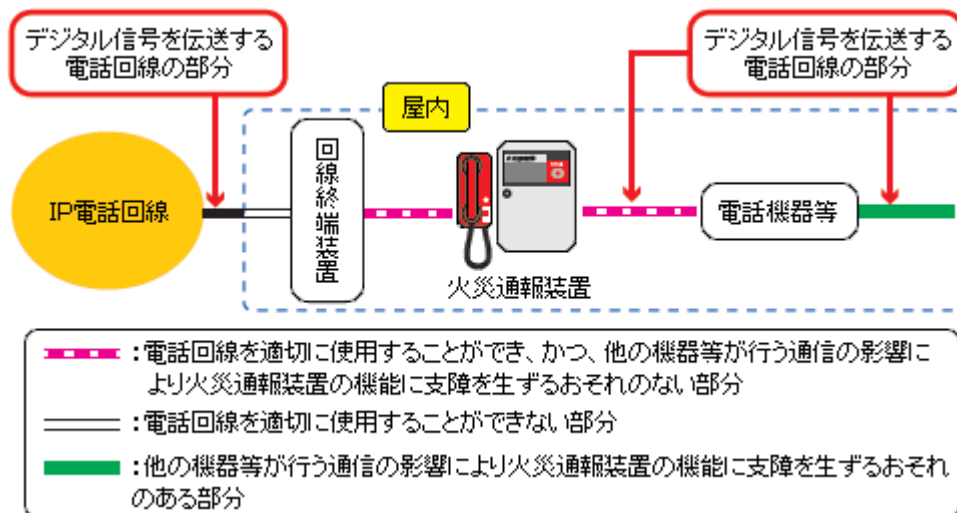 デジタル信号を伝送する
電話回線の部分
デジタル信号を伝送する
電話回線の部分
屋内
IP電話回線
回線終端装置
火災通報装置
電話機器等
：電話回線を適切に使用することができ、かつ、他の機器等が行う通信の影響に
より火災通報装置の機能に支障を生ずるおそれのない部分
：電話回線を適切に使用することができない部分
：他の機器等が行う通信の影響により火災通報装置の機能に支障を生ずるおそれ
のある部分